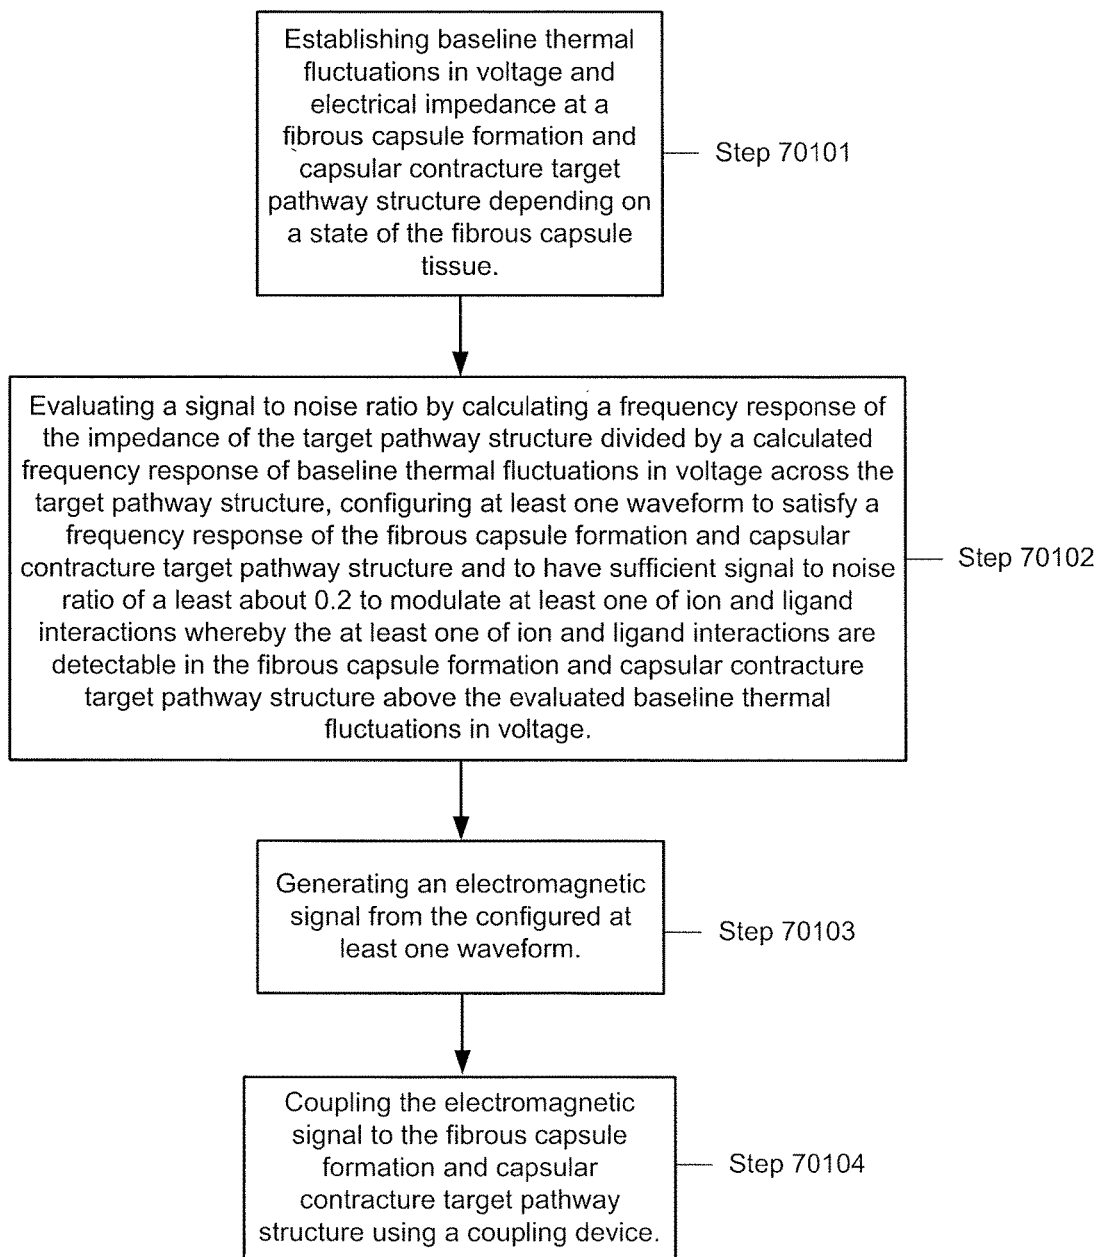 Establishing baseline thermal
fluctuations in voltage and
electrical impedance at a
fibrous capsule formation and
capsular contracture target
pathway structure depending on
a state of the fibrous capsule
tissue.
Step 70101
Evaluating a signal to noise ratio by calculating a frequency response of
the impedance of the target pathway structure divided by a calculated
frequency response of baseline thermal fluctuations in voltage across the
target pathway structure, configuring at least one waveform to satisfy a
frequency response of the fibrous capsule formation and capsular
contracture target pathway structure and to have sufficient signal to noise
ratio of a least about 0.2 to modulate at least one of ion and ligand
interactions whereby the at least one of ion and ligand interactions are
detectable in the fibrous capsule formation and capsular contracture
target pathway structure above the evaluated baseline thermal
fluctuations in voltage.
Step 70102
Generating an electromagnetic
signal from the configured at
least one waveform.
Step 70103
Coupling the electromagnetic
signal to the fibrous capsule
formation and capsular
contracture target pathway
structure using a coupling device.
Step 70104